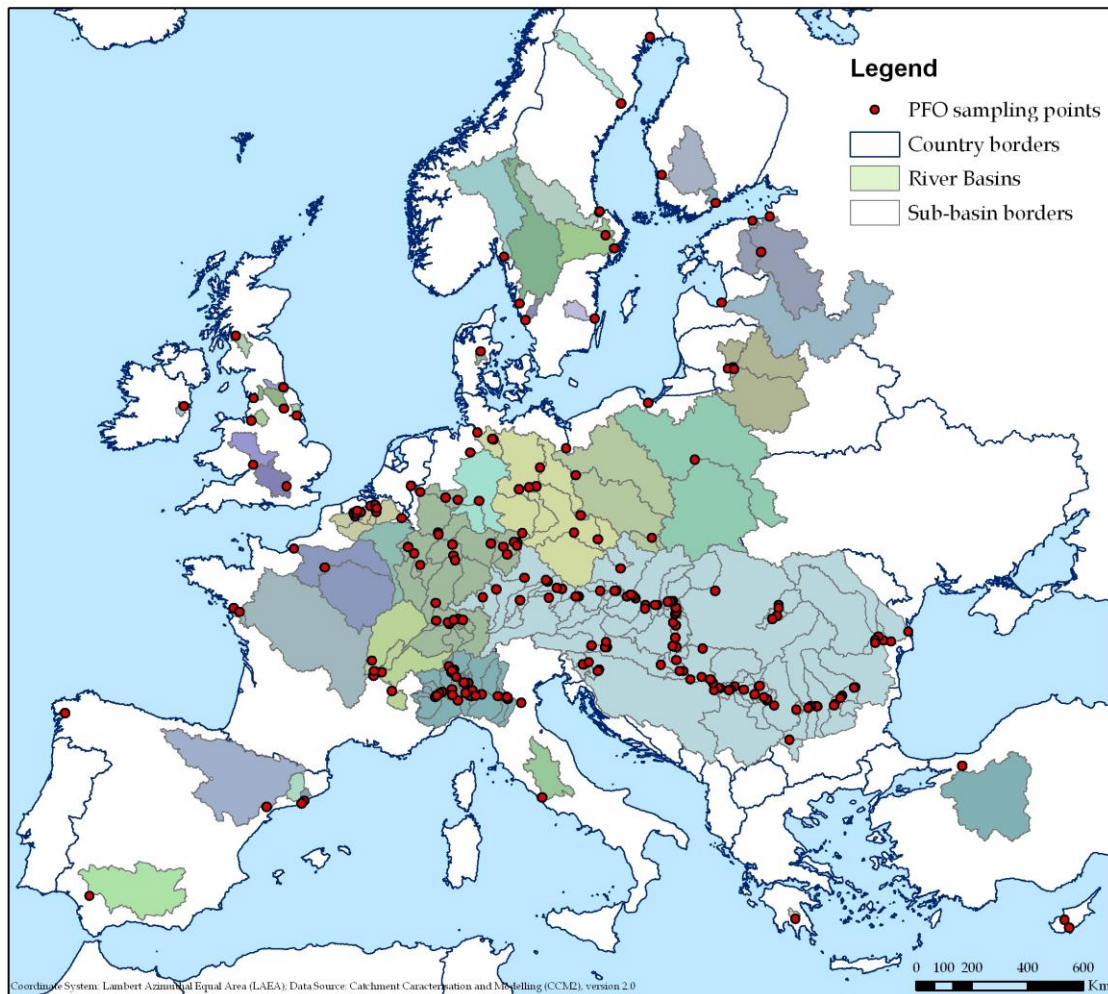 Legend
PFO sampling points
Country borders
River Basins
Sub-basin borders
0 100 200 400 600
Km
Coordinate System: Lambert Azimuthal Equal Area (LAEA); Data Source: Catchment Caracterisation and Modelling (CCM2), version 2.0